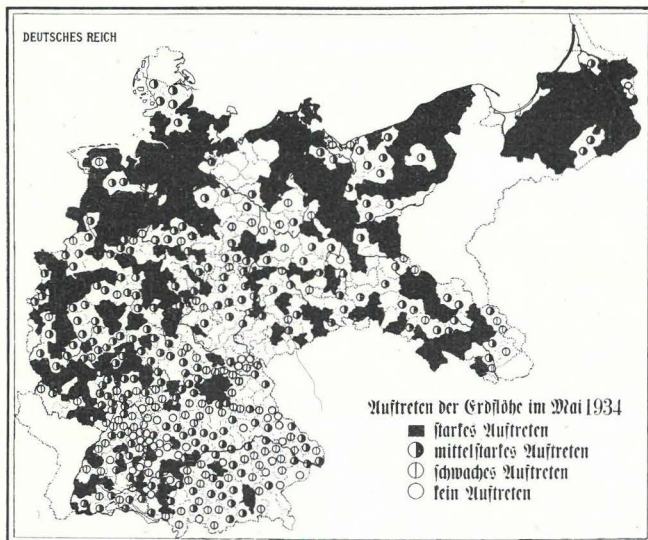 DEUTSCHES REICH
Auftreten der Erdflöhe im Mai 1934
starkes Auftreten
mittelstarkes Auftreten
schwaches Auftreten
kein Auftreten